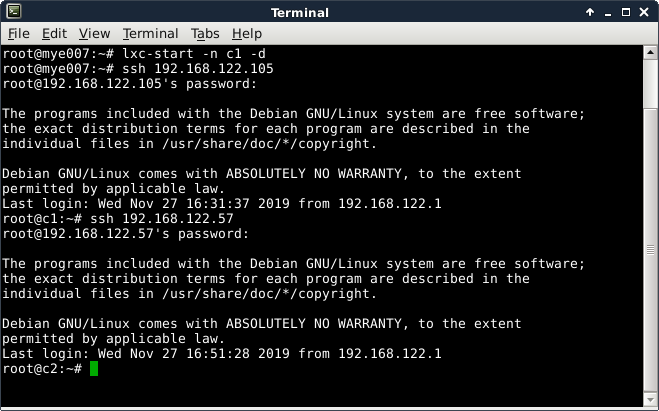 Terminal
File Edit View Terminal Tabs Help
root@mye007:~# lxc-start -n c1 -d
root@mye007:~# ssh 192.168.122.105
root@192.168.122.105's password:
The programs included with the Debian GNU/Linux system are free software;
the exact distribution terms for each program are described in the
individual files in /usr/share/doc/*/copyright.
Debian GNU/Linux comes with ABSOLUTELY NO WARRANTY, to the extent
permitted by applicable law.
Last login: Wed Nov 27 16:31:37 2019 from 192.168.122.1
root@c1:~# ssh 192.168.122.57
root@192.168.122.57's password:
The programs included with the Debian GNU/Linux system are free software;
the exact distribution terms for each program are described in the
individual files in /usr/share/doc/*/copyright.
Debian GNU/Linux comes with ABSOLUTELY NO WARRANTY, to the extent
permitted by applicable law.
Last login: Wed Nov 27 16:51:28 2019 from 192.168.122.1
root@c2:~#